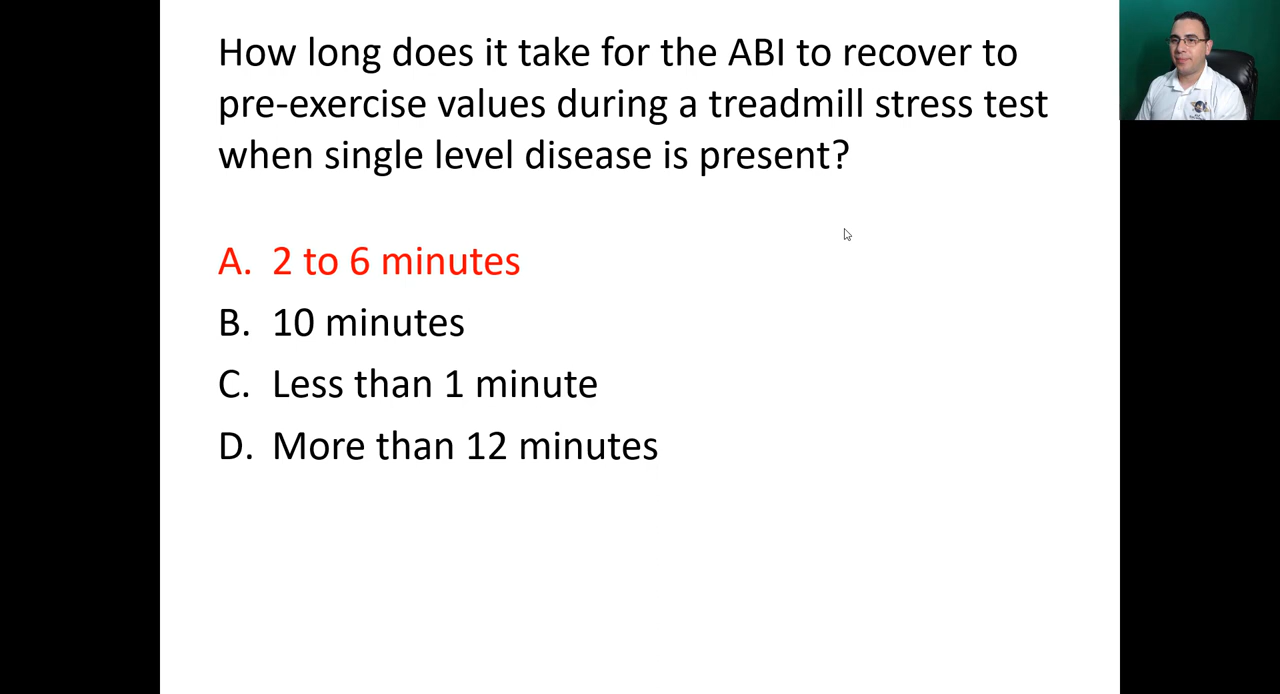 How long does it take for the ABI to recover to
pre-exercise values during a treadmill stress test
when single level disease is present?
A. 2 to 6 minutes
B. 10 minutes
C. Less than 1 minute
D. More than 12 minutes